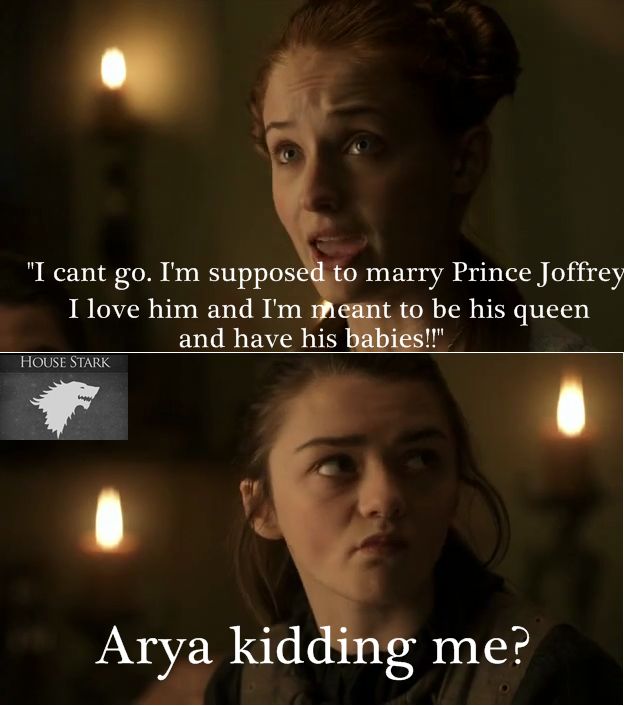 "I cant go. I'm supposed to marry Prince Joffrey
I love him and I'm meant to be his queen
and have his babies!!"
HOUSE STARK
Arya kidding me?